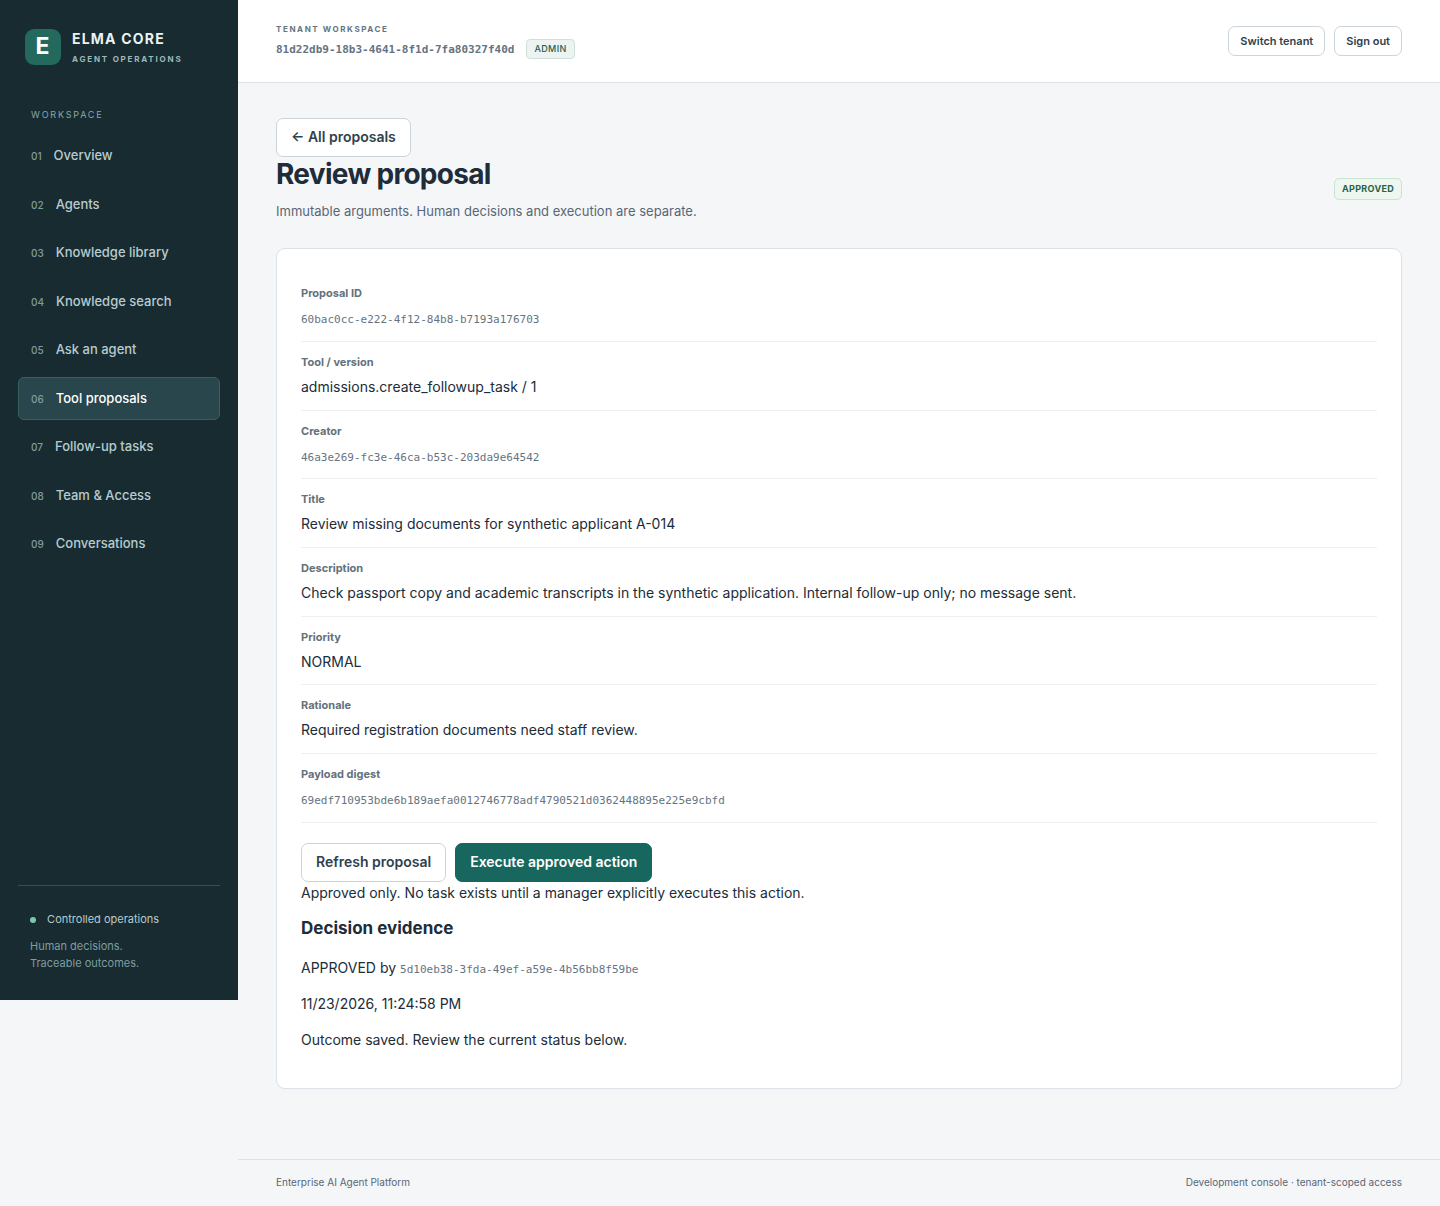 E
ELMA CORE
AGENT OPERATIONS
WORKSPACE
01 Overview
02 Agents
03 Knowledge library
04 Knowledge search
05 Ask an agent
06 Tool proposals
07 Follow-up tasks
08 Team & Access
09 Conversations
Controlled operations
Human decisions.
Traceable outcomes.
TENANT WORKSPACE
81d22db9-18b3-4641-8f1d-7fa80327f40d ADMIN
Switch tenant Sign out
← All proposals
Review proposal
APPROVED
Immutable arguments. Human decisions and execution are separate.
Proposal ID
60bac0cc-e222-4f12-84b8-b7193a176703
Tool / version
admissions.create_followup_task / 1
Creator
46a3e269-fc3e-46ca-b53c-203da9e64542
Title
Review missing documents for synthetic applicant A-014
Description
Check passport copy and academic transcripts in the synthetic application. Internal follow-up only; no message sent.
Priority
NORMAL
Rationale
Required registration documents need staff review.
Payload digest
69edf710953bde6b189aefa0012746778adf4790521d0362448895e225e9cbfd
Refresh proposal Execute approved action
Approved only. No task exists until a manager explicitly executes this action.
Decision evidence
APPROVED by 5d10eb38-3fda-49ef-a59e-4b56bb8f59be
11/23/2026, 11:24:58 PM
Outcome saved. Review the current status below.
Enterprise AI Agent Platform
Development console · tenant-scoped access